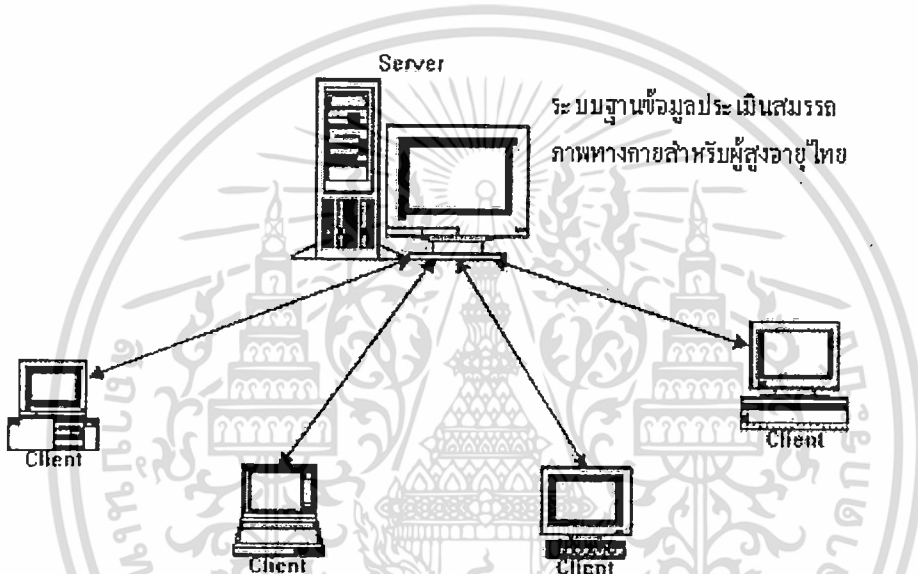 Server
ระบบฐานข้อมูลประเมินสมรรถ
ภาพทางกายสำหรับผู้สูงอายุไทย
Client
Client
Client
Client